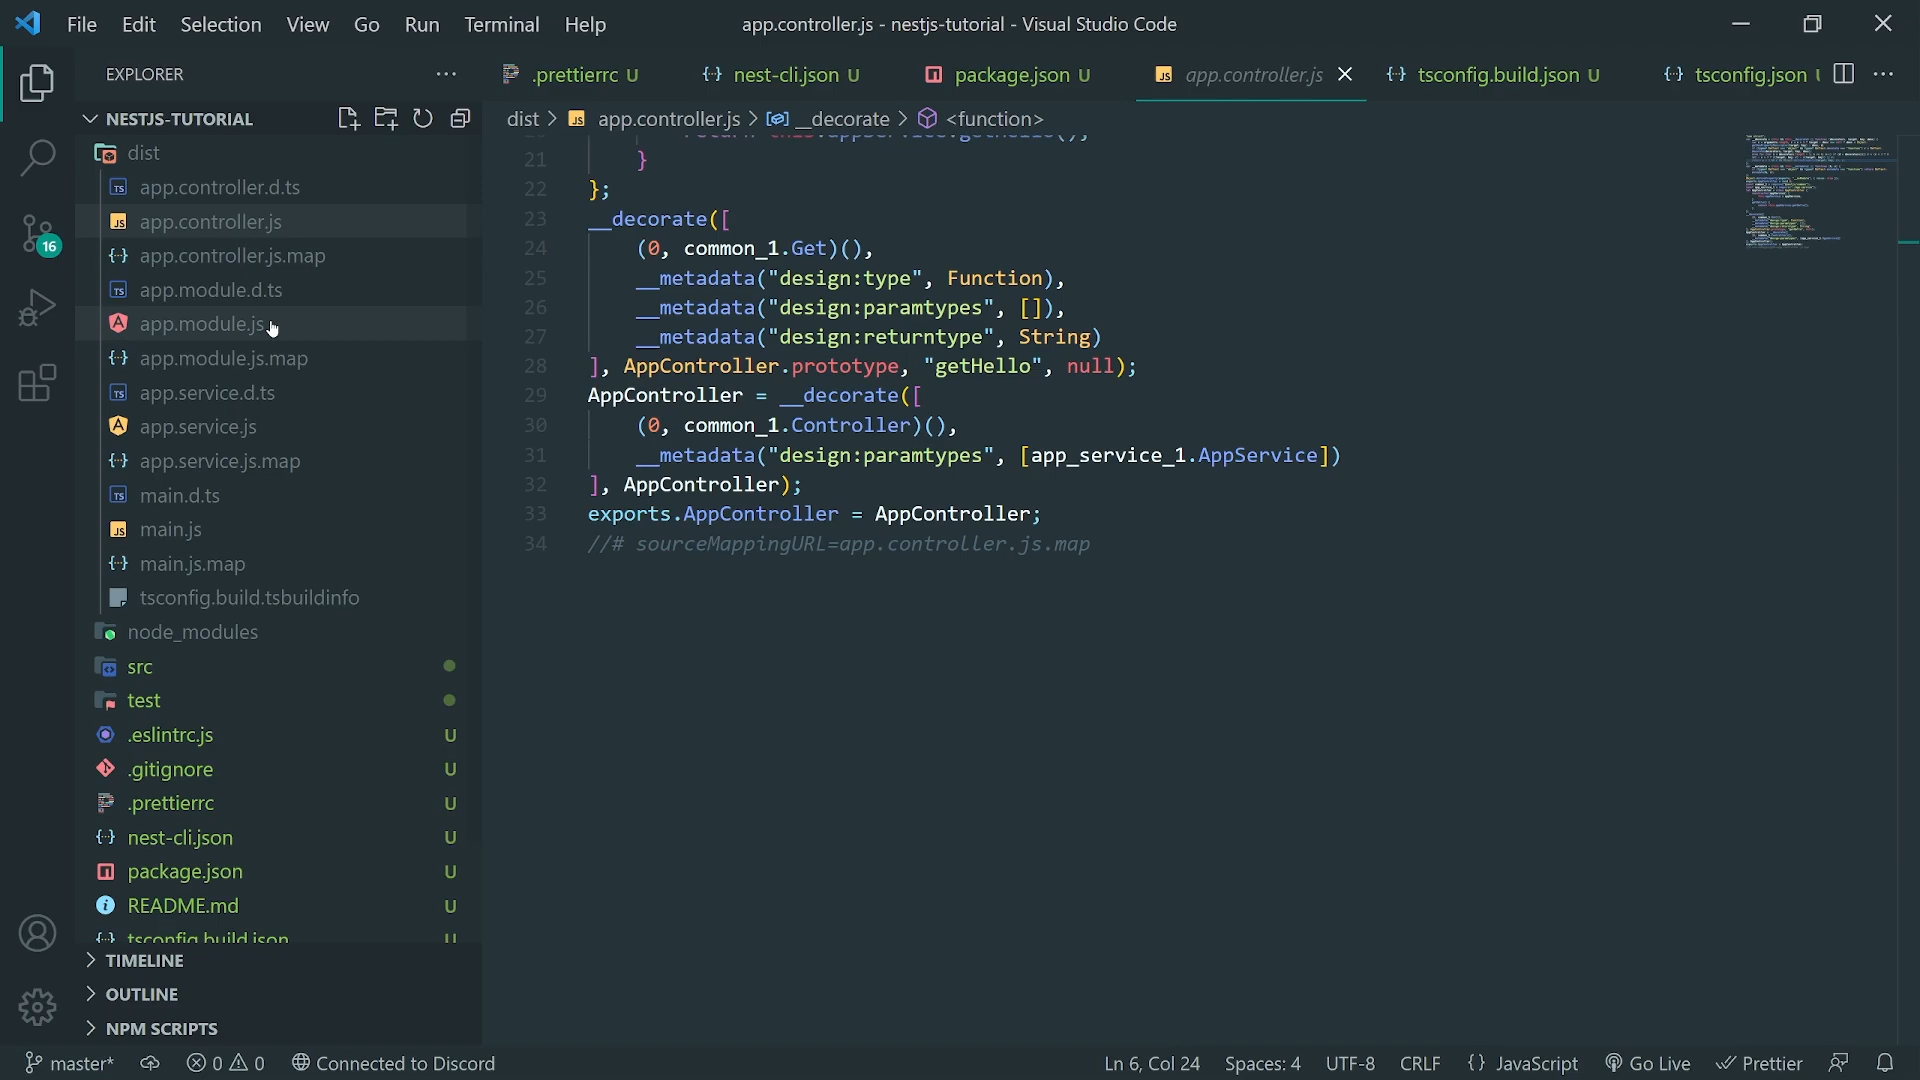 File Edit Selection View Go Run Terminal Help
app.controller.js - nestjs-tutorial - Visual Studio Code
EXPLORER
.prettierrc U
nest-cli.json U
package.json U
app.controller.js
tsconfig.build.json U
tsconfig.json
NESTJS-TUTORIAL
dist > app.controller.js > __decorate > <function>
dist
app.controller.d.ts
app.controller.js
app.controller.js.map
app.module.d.ts
app.module.js
app.module.js.map
app.service.d.ts
app.service.js
app.service.js.map
main.d.ts
main.js
main.js.map
tsconfig.build.tsbuildinfo
node_modules
src
test
.eslintrc.js U
.gitignore U
.prettierrc U
nest-cli.json U
package.json U
README.md U
tsconfig.build.json U
TIMELINE
OUTLINE
NPM SCRIPTS
16
return this.appService.getHello();
21 }
22 };
23 __decorate([
24 (0, common_1.Get)(),
25 __metadata("design:type", Function),
26 __metadata("design:paramtypes", []),
27 __metadata("design:returntype", String)
28 ], AppController.prototype, "getHello", null);
29 AppController = __decorate([
30 (0, common_1.Controller)(),
31 __metadata("design:paramtypes", [app_service_1.AppService])
32 ], AppController);
33 exports.AppController = AppController;
34 //# sourceMappingURL=app.controller.js.map
master* 0 0 Connected to Discord
Ln 6, Col 24 Spaces: 4 UTF-8 CRLF {} JavaScript Go Live Prettier